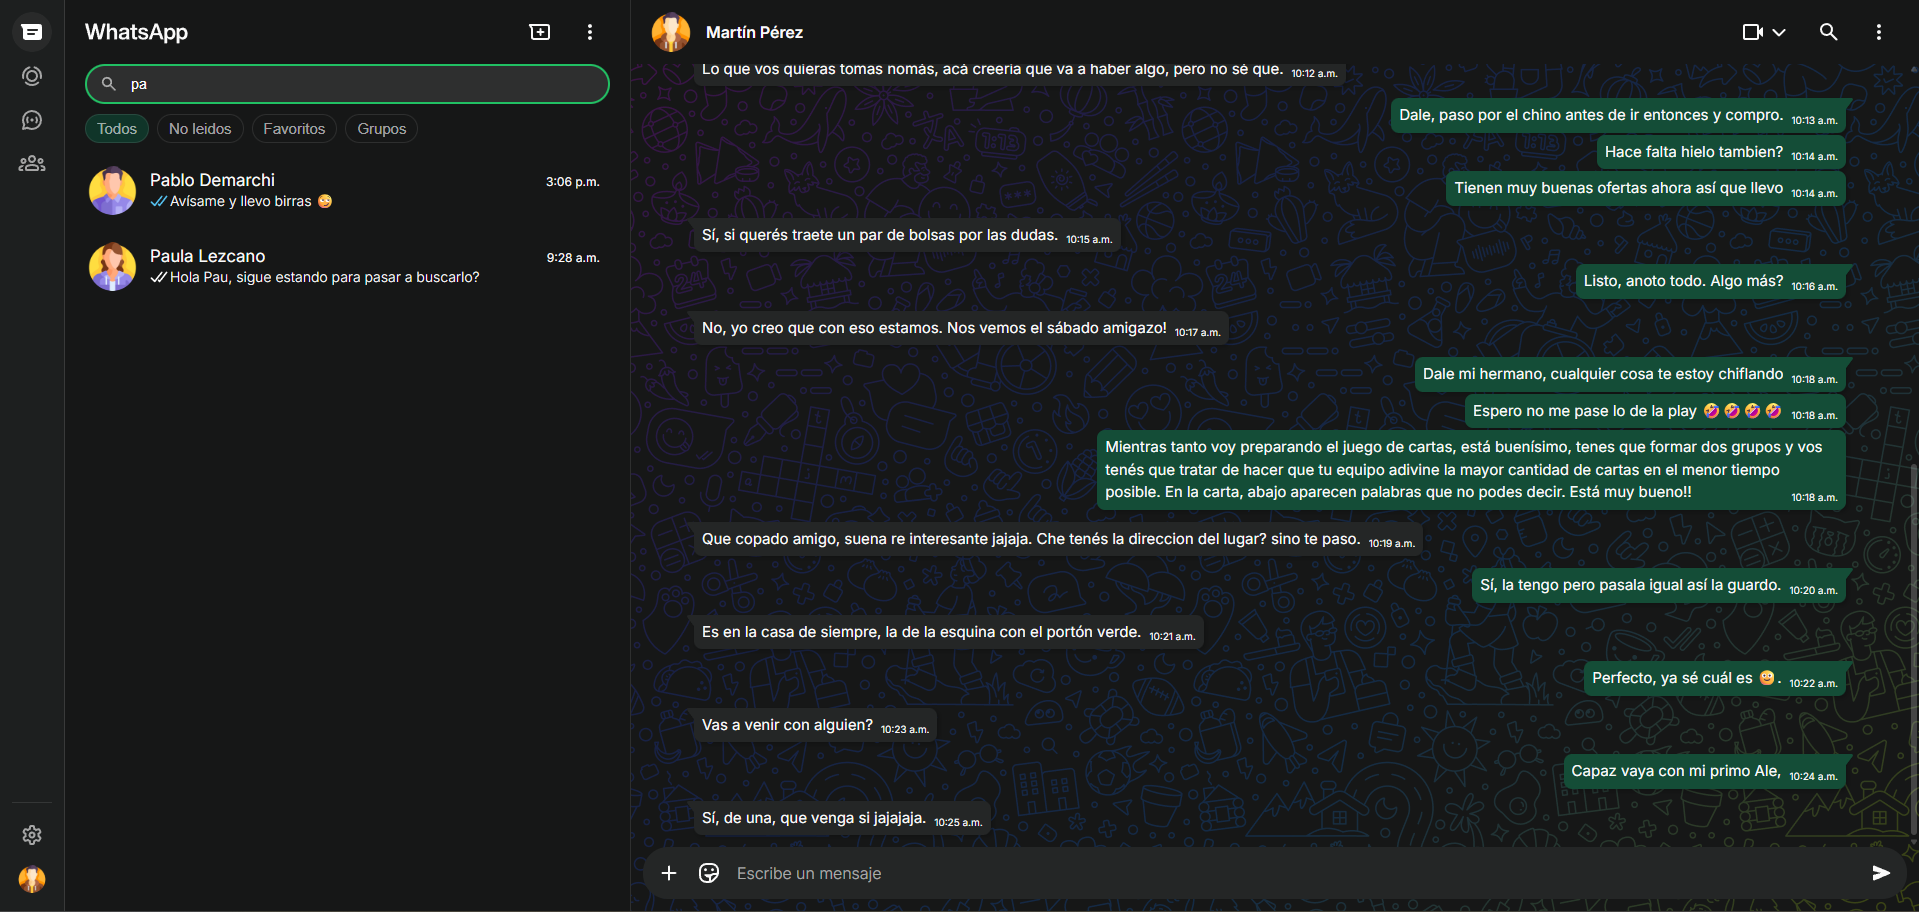 WhatsApp
pa
Todos
No leidos
Favoritos
Grupos
Pablo Demarchi
3:06 p.m.
Avísame y llevo birras 🤪
Paula Lezcano
9:28 a.m.
Hola Pau, sigue estando para pasar a buscarlo?
Martín Pérez
Lo que vos quieras tomas nomás, acá creería que va a haber algo, pero no sé que. 10:12 a.m.
Dale, paso por el chino antes de ir entonces y compro. 10:13 a.m.
Hace falta hielo tambien? 10:14 a.m.
Tienen muy buenas ofertas ahora así que llevo 10:14 a.m.
Sí, si querés traete un par de bolsas por las dudas. 10:15 a.m.
Listo, anoto todo. Algo más? 10:16 a.m.
No, yo creo que con eso estamos. Nos vemos el sábado amigazo! 10:17 a.m.
Dale mi hermano, cualquier cosa te estoy chiflando 10:18 a.m.
Espero no me pase lo de la play 🤣🤣🤣🤣 10:18 a.m.
Mientras tanto voy preparando el juego de cartas, está buenísimo, tenes que formar dos grupos y vos
tenés que tratar de hacer que tu equipo adivine la mayor cantidad de cartas en el menor tiempo
posible. En la carta, abajo aparecen palabras que no podes decir. Está muy bueno!! 10:18 a.m.
Que copado amigo, suena re interesante jajaja. Che tenés la direccion del lugar? sino te paso. 10:19 a.m.
Sí, la tengo pero pasala igual así la guardo. 10:20 a.m.
Es en la casa de siempre, la de la esquina con el portón verde. 10:21 a.m.
Perfecto, ya sé cuál es 🤪. 10:22 a.m.
Vas a venir con alguien? 10:23 a.m.
Capaz vaya con mi primo Ale, 10:24 a.m.
Sí, de una, que venga si jajajaja. 10:25 a.m.
Escribe un mensaje